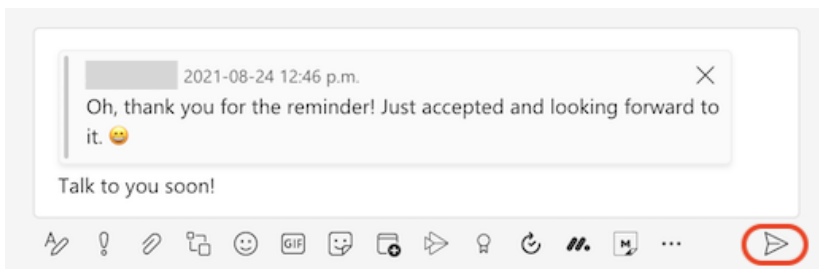 2021-08-24 12:46 p.m.
Oh, thank you for the reminder! Just accepted and looking forward to
it. 😀
Talk to you soon!
GIF
M